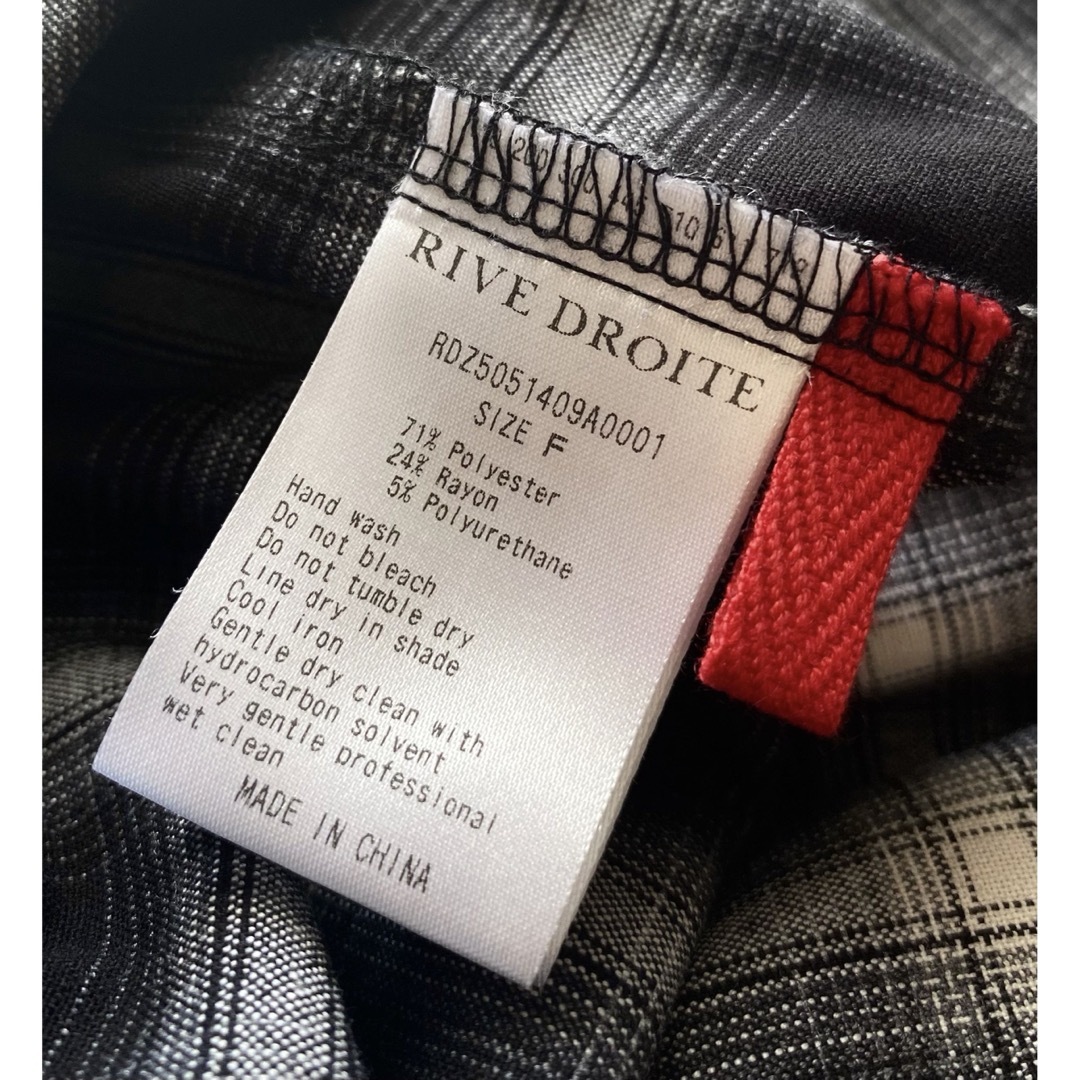 RIVE DROITE
RDZ5051409A0001
SIZE F
71% Polyester
24% Rayon
5% Polyurethane
Hand wash
Do not bleach
Do not tumble dry
Line dry in shade
Cool iron
Gentle dry clean with
hydrocarbon solvent
Very gentle professional
wet clean
MADE IN CHINA